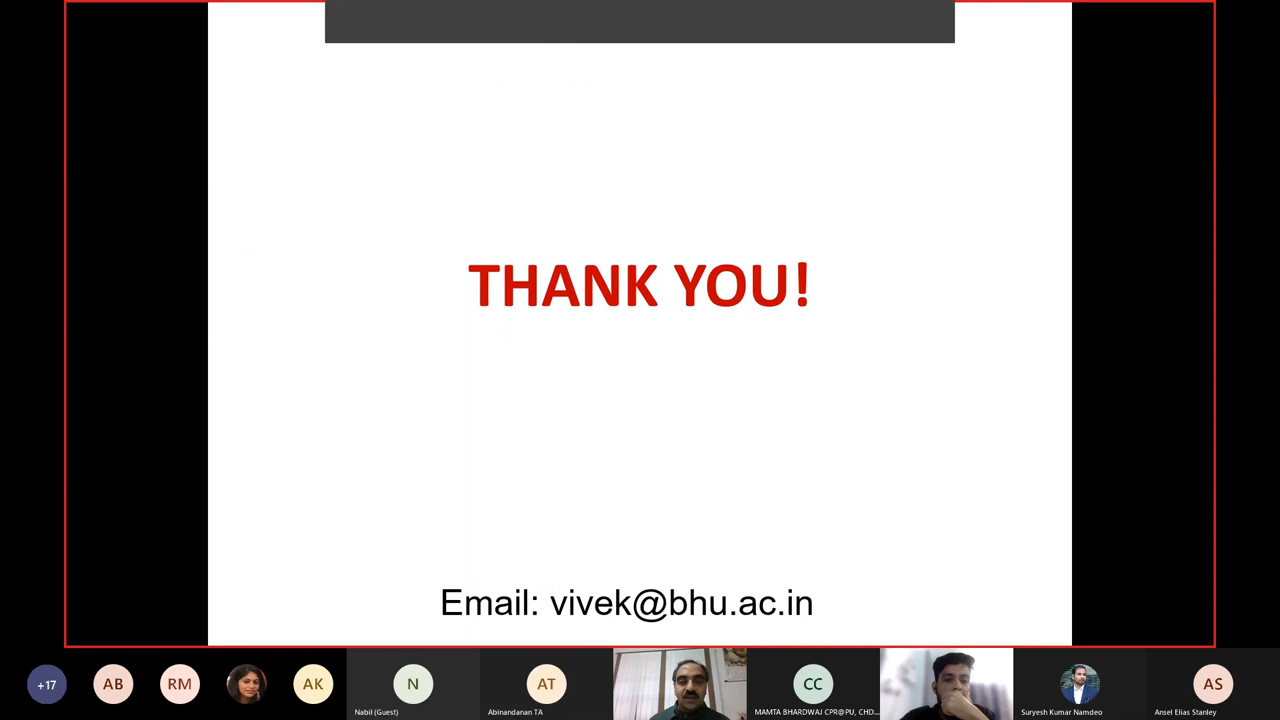 THANK YOU!
Email: vivek@bhu.ac.in
+17
AB
RM
AK
N
AT
CC
AS
Nabil (Guest)
Abinandanan TA
MAMTA BHARDWAJ CPR@PU, CHD...
Suryesh Kumar Namdeo
Ansel Elias Stanley